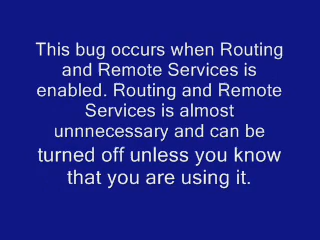 This bug occurs when Routing
and Remote Services is
enabled. Routing and Remote
Services is almost
unnnecessary and can be
turned off unless you know
that you are using it.